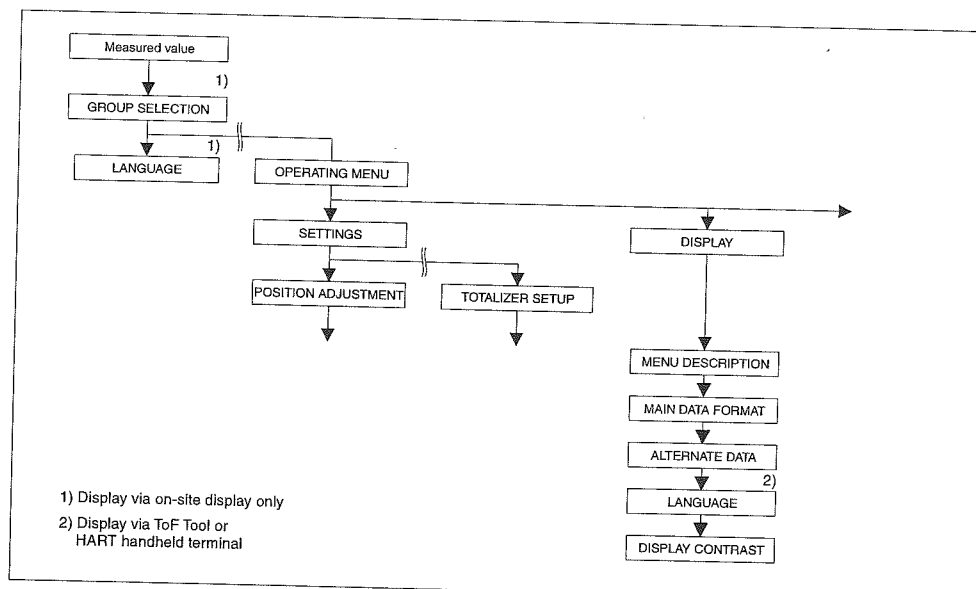 Measured value
1)
GROUP SELECTION
1)
LANGUAGE
OPERATING MENU
SETTINGS
DISPLAY
POSITION ADJUSTMENT
TOTALIZER SETUP
MENU DESCRIPTION
MAIN DATA FORMAT
ALTERNATE DATA
2)
LANGUAGE
DISPLAY CONTRAST
1) Display via on-site display only
2) Display via ToF Tool or
HART handheld terminal